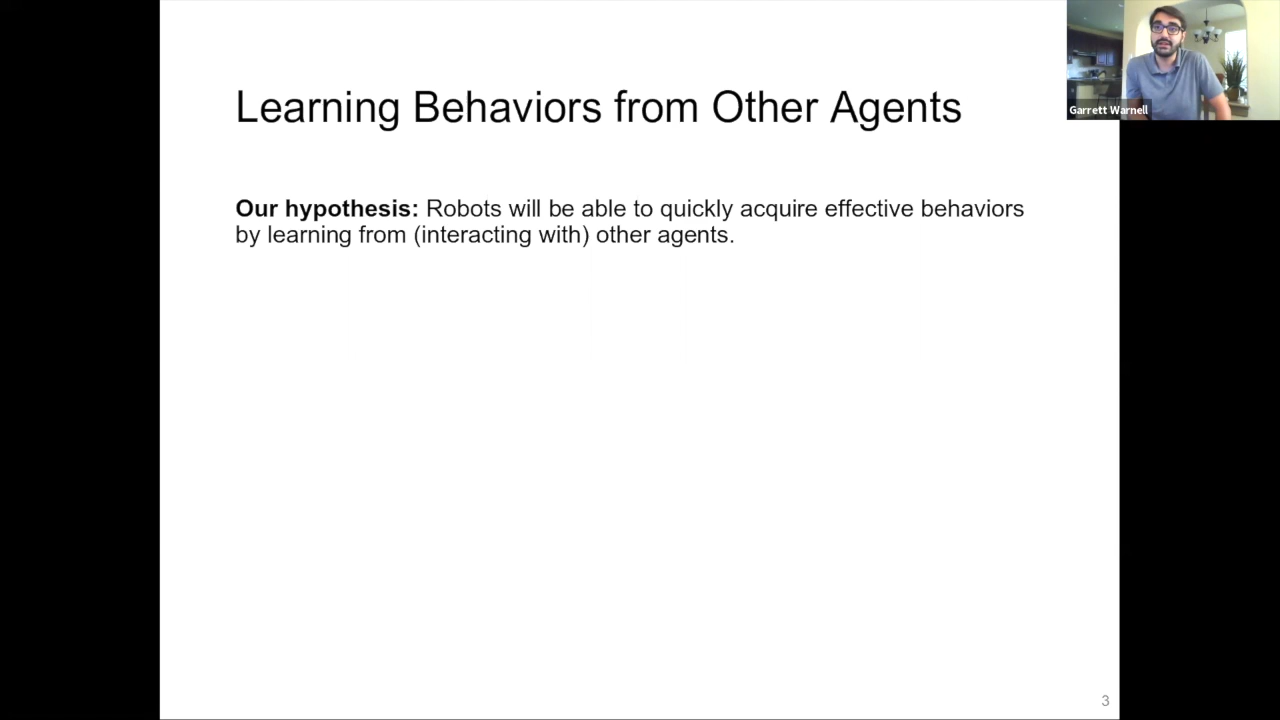 Learning Behaviors from Other Agents
Our hypothesis: Robots will be able to quickly acquire effective behaviors
by learning from (interacting with) other agents.
Garrett Warnell
3